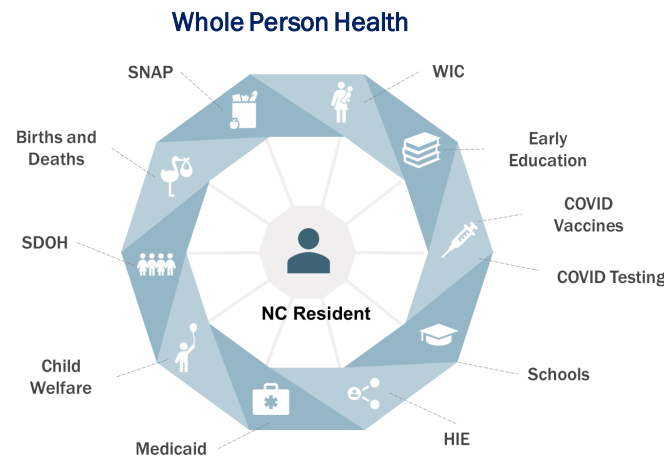 Whole Person Health
SNAP
WIC
Births and
Deaths
Early
Education
COVID
Vaccines
SDOH
COVID Testing
NC Resident
Child
Welfare
Schools
HIE
Medicaid